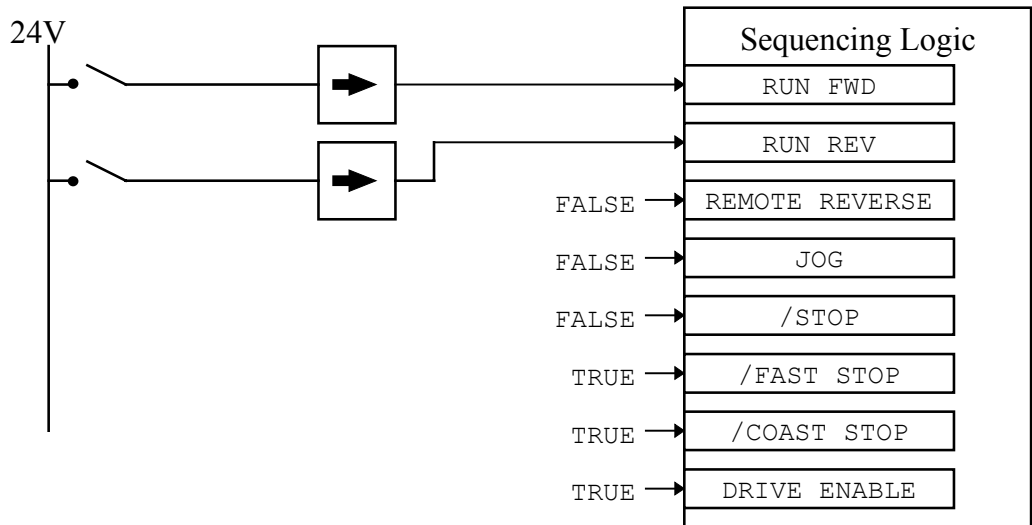 24V
Sequencing Logic
RUN FWD
RUN REV
FALSE REMOTE REVERSE
FALSE JOG
FALSE /STOP
TRUE /FAST STOP
TRUE /COAST STOP
TRUE DRIVE ENABLE